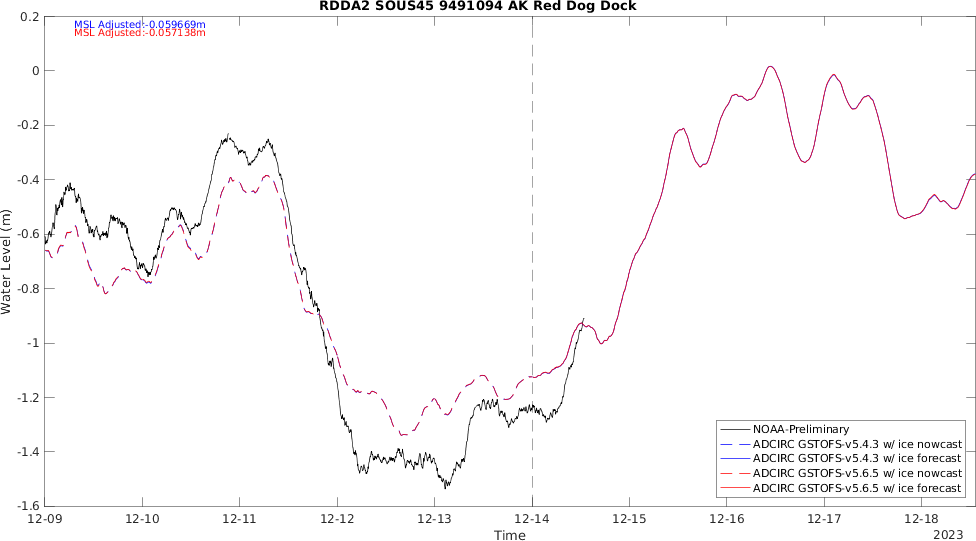 RDDA2 SOUS45 9491094 AK Red Dog Dock
MSL Adjusted:-0.059669m
MSL Adjusted:-0.057138m
0.2
0
-0.2
-0.4
-0.6
-0.8
-1
-1.2
-1.4
-1.6
Water Level (m)
NOAA-Preliminary
ADCIRC GSTOFS-v5.4.3 w/ ice nowcast
ADCIRC GSTOFS-v5.4.3 w/ ice forecast
ADCIRC GSTOFS-v5.6.5 w/ ice nowcast
ADCIRC GSTOFS-v5.6.5 w/ ice forecast
12-09 12-10 12-11 12-12 12-13 12-14 12-15 12-16 12-17 12-18
Time
2023